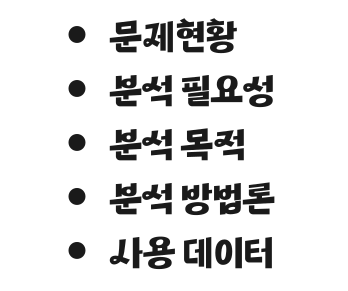 • 문제현황
• 분석 필요성
• 분석 목적
• 분석 방법론
• 사용 데이터